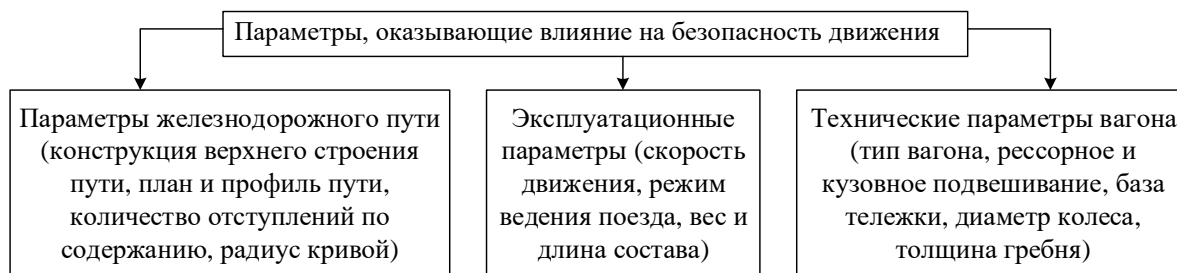 Параметры, оказывающие влияние на безопасность движения
Параметры железнодорожного пути
(конструкция верхнего строения
пути, план и профиль пути,
количество отступлений по
содержанию, радиус кривой)
Эксплуатационные
параметры (скорость
движения, режим
ведения поезда, вес и
длина состава)
Технические параметры вагона
(тип вагона, рессорное и
кузовное подвешивание, база
тележки, диаметр колеса,
толщина гребня)